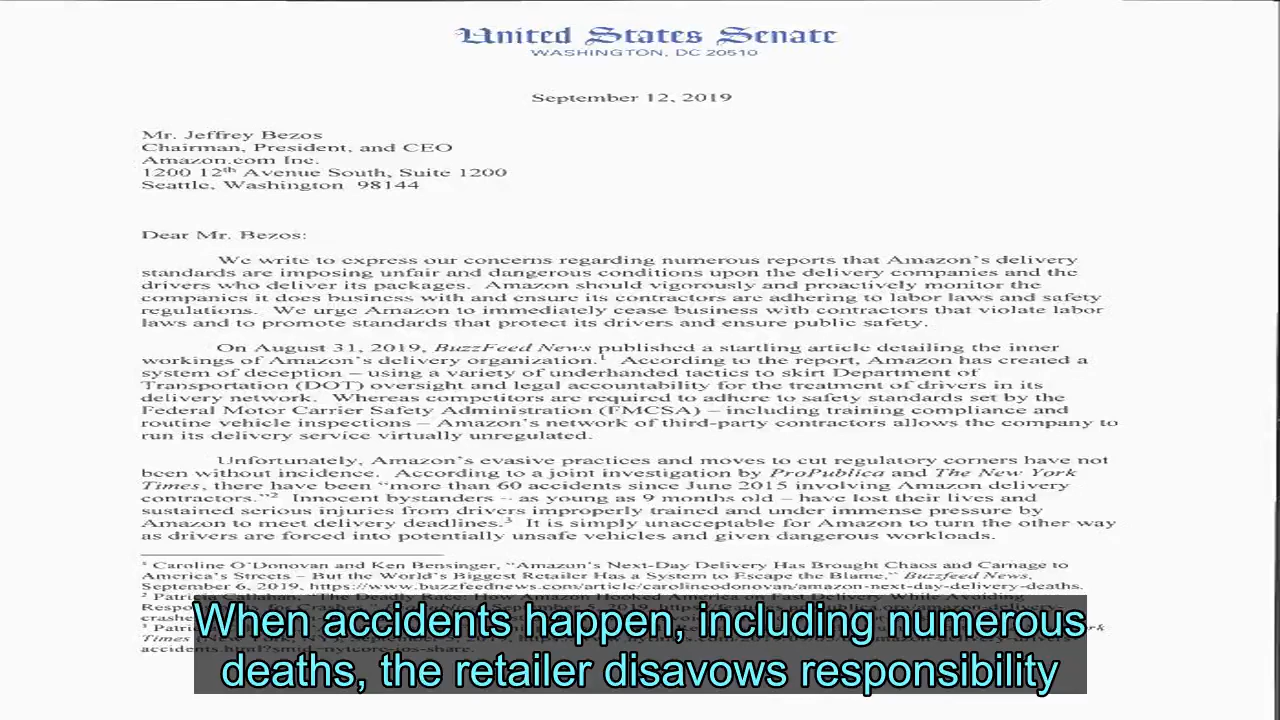 United States Senate
WASHINGTON, DC 20510
September 12, 2019
Mr. Jeffrey Bezos
Chairman, President, and CEO
Amazon.com Inc.
1200 12th Avenue South, Suite 1200
Seattle, Washington 98144
Dear Mr. Bezos:
We write to express our concerns regarding numerous reports that Amazon's delivery
standards are imposing unfair and dangerous conditions upon the delivery companies and the
drivers who deliver its packages. Amazon should vigorously and proactively monitor the
companies it does business with and ensure its contractors are adhering to labor laws and safety
regulations. We urge Amazon to immediately cease business with contractors that violate labor
laws and to promote standards that protect its drivers and ensure public safety.
On August 31, 2019, BuzzFeed News published a startling article detailing the inner
workings of Amazon's delivery organization.1 According to the report, Amazon has created a
system of deception – using a variety of underhanded tactics to skirt Department of
Transportation (DOT) oversight and legal accountability for the treatment of drivers in its
delivery network. Whereas competitors are required to adhere to safety standards set by the
Federal Motor Carrier Safety Administration (FMCSA) – including training compliance and
routine vehicle inspections – Amazon's network of third-party contractors allows the company to
run its delivery service virtually unregulated.
Unfortunately, Amazon's evasive practices and moves to cut regulatory corners have not
been without incidence. According to a joint investigation by ProPublica and The New York
Times, there have been "more than 60 accidents since June 2015 involving Amazon delivery
contractors."2 Innocent bystanders – as young as 9 months old – have lost their lives and
sustained serious injuries from drivers improperly trained and under immense pressure by
Amazon to meet delivery deadlines.3 It is simply unacceptable for Amazon to turn the other way
as drivers are forced into potentially unsafe vehicles and given dangerous workloads.
1 Caroline O'Donovan and Ken Bensinger, "Amazon's Next-Day Delivery Has Brought Chaos and Carnage to
America's Streets – But the World's Biggest Retailer Has a System to Escape the Blame," Buzzfeed News,
September 6, 2019, https://www.buzzfeednews.com/article/carolineodonovan/amazon-next-day-delivery-deaths.
2
3
Times
When accidents happen, including numerous
deaths, the retailer disavows responsibility